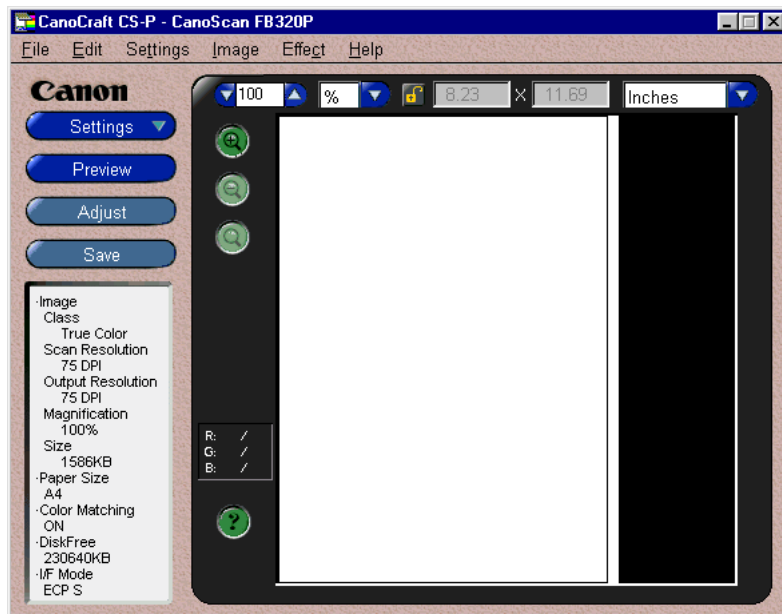 CanoCraft CS-P - CanoScan FB320P
File Edit Settings Image Effect Help
Canon
100 % 8.23 X 11.69 Inches
Settings
Preview
Adjust
Save
·Image
Class
True Color
Scan Resolution
75 DPI
Output Resolution
75 DPI
Magnification
100%
Size
1586KB
·Paper Size
A4
·Color Matching
ON
·DiskFree
230640KB
·I/F Mode
ECP S
R: /
G: /
B: /
?